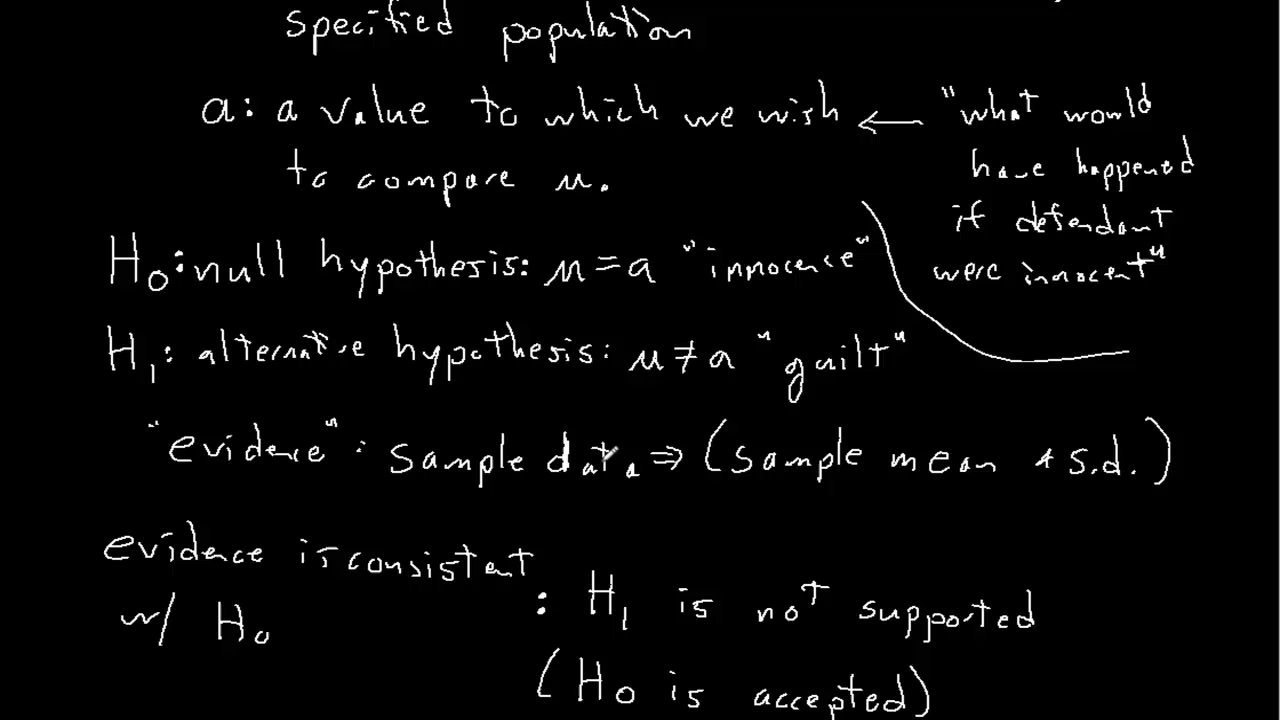 specified population
a: a value to which we wish ← "what would
to compare μ.
have happened
if defendant
were innocent"
H₀: null hypothesis: μ = a "innocence"
H₁: alternative hypothesis: μ ≠ a "guilt"
"evidence": sample data ⇒ (sample mean + s.d.)
evidence is consistent
w/ H₀
: H₁ is not supported
(H₀ is accepted)